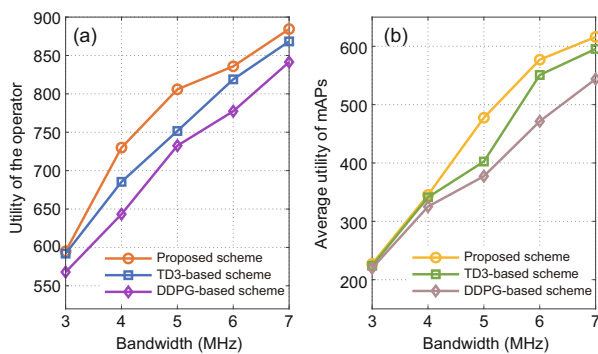 (a)
Utility of the operator
900
850
800
750
700
650
600
550
Proposed scheme
TD3-based scheme
DDPG-based scheme
3 4 5 6 7
Bandwidth (MHz)
(b)
Average utility of mAPs
600
500
400
300
200
Proposed scheme
TD3-based scheme
DDPG-based scheme
3 4 5 6 7
Bandwidth (MHz)